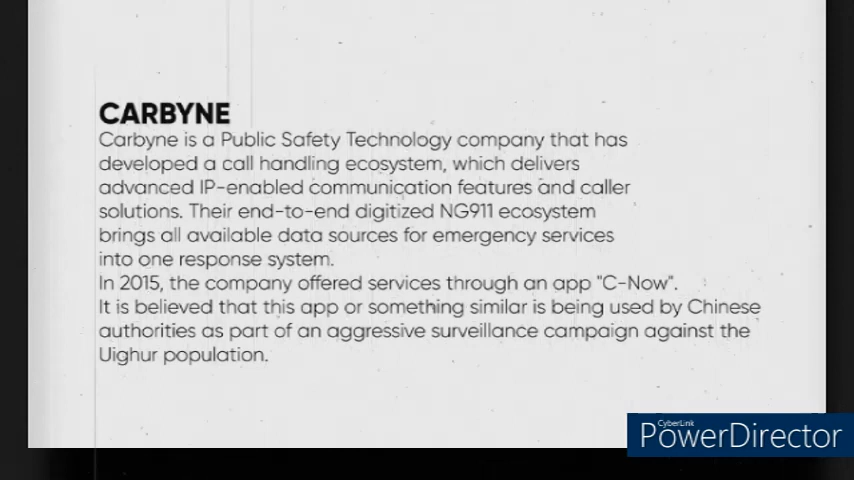 CARBYNE
Carbyne is a Public Safety Technology company that has
developed a call handling ecosystem, which delivers
advanced IP-enabled communication features and caller
solutions. Their end-to-end digitized NG911 ecosystem
brings all available data sources for emergency services
into one response system.
In 2015, the company offered services through an app "C-Now".
It is believed that this app or something similar is being used by Chinese
authorities as part of an aggressive surveillance campaign against the
Uighur population.
CyberLink
PowerDirector